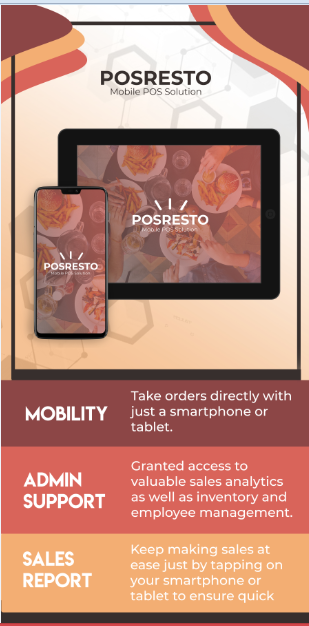 POSRESTO
Mobile POS Solution
POSRESTO
Mobile POS Solution
POSRESTO
Mobile POS Solution
MOBILITY
Take orders directly with
just a smartphone or
tablet.
ADMIN
SUPPORT
Granted access to
valuable sales analytics
as well as inventory and
employee management.
SALES
REPORT
Keep making sales at
ease just by tapping on
your smartphone or
tablet to ensure quick